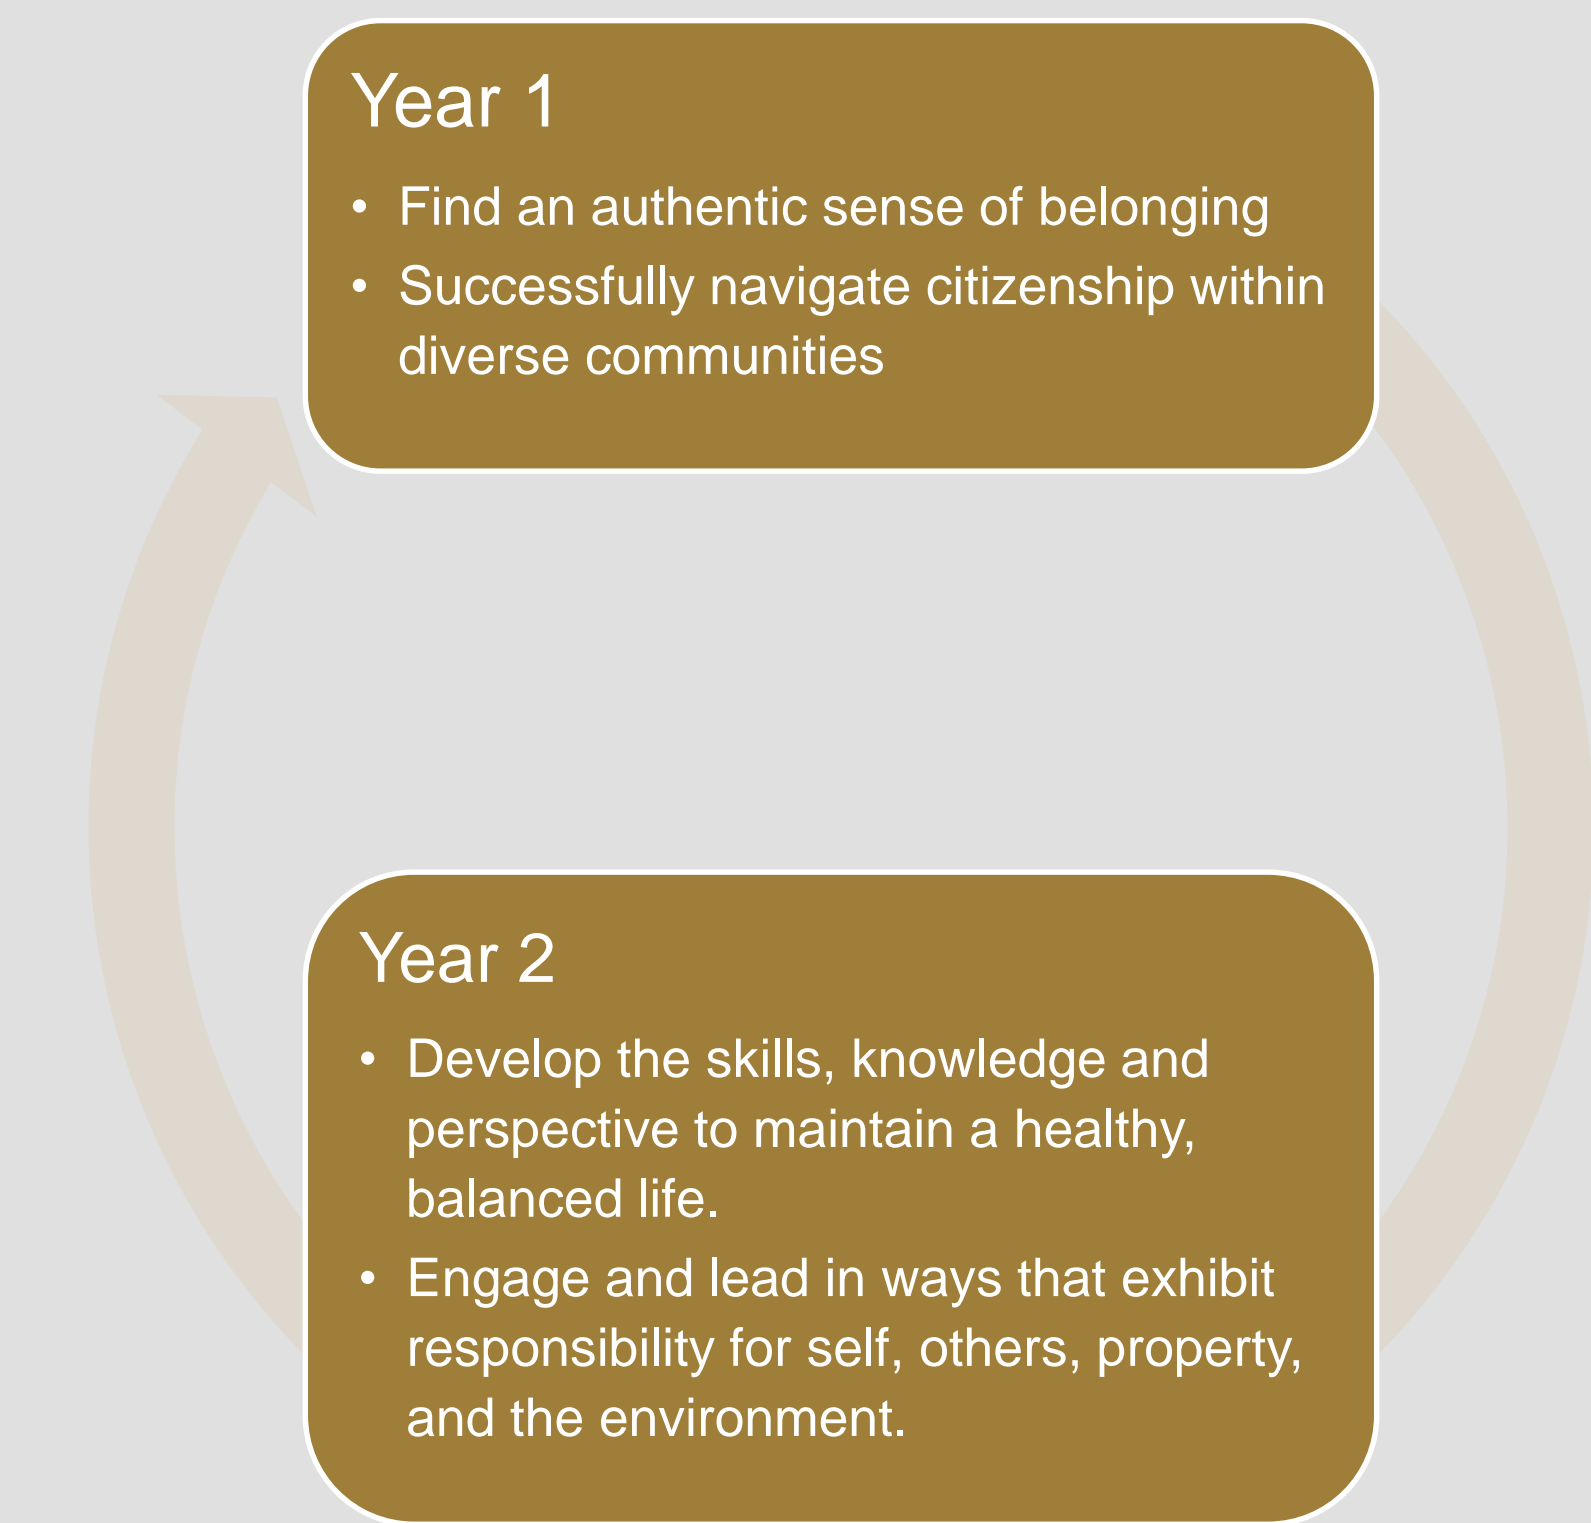 Year 1
• Find an authentic sense of belonging
• Successfully navigate citizenship within
diverse communities
Year 2
• Develop the skills, knowledge and
perspective to maintain a healthy,
balanced life.
• Engage and lead in ways that exhibit
responsibility for self, others, property,
and the environment.